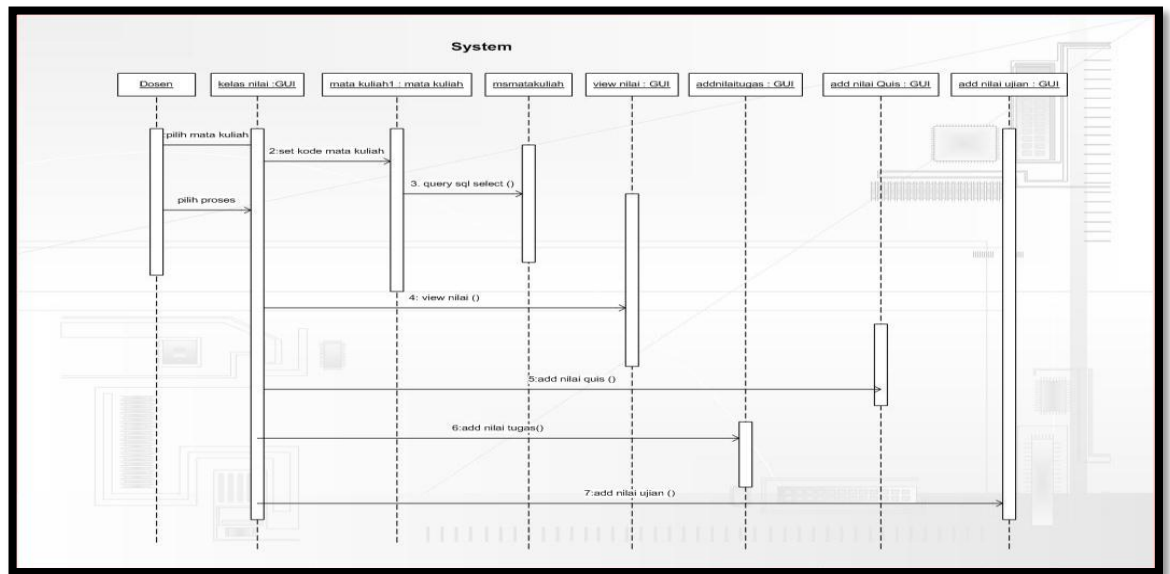 System
Dosen
kelas nilai :GUI
mata kuliah1 : mata kuliah
msmatakuliah
view nilai : GUI
addnilaitugas : GUI
add nilai Quis : GUI
add nilai ujian : GUI
:pilih mata kuliah
2:set kode mata kuliah
3. query sql select ()
pilih proses
4: view nilai ()
5:add nilai quis ()
6:add nilai tugas()
7:add nilai ujian ()